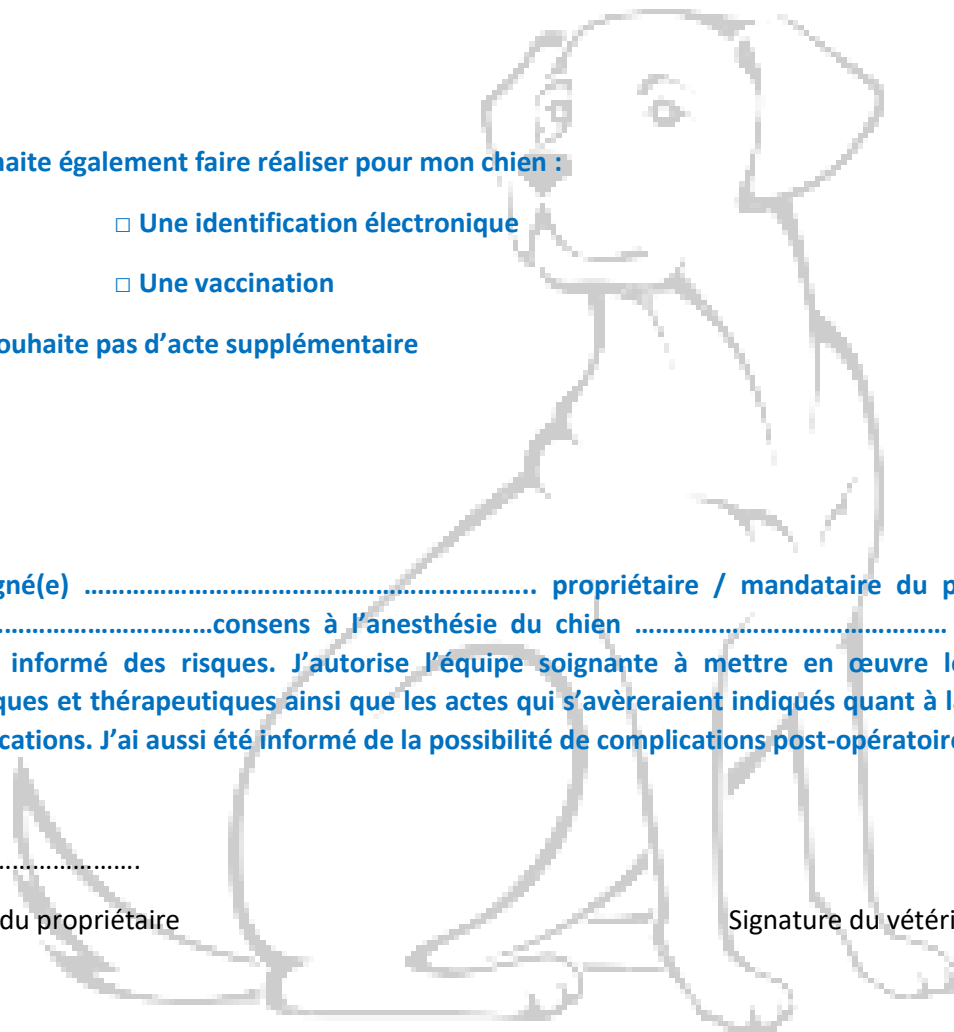 haite également faire réaliser pour mon chien :
□ Une identification électronique
□ Une vaccination
ouhaite pas d’acte supplémentaire
gné(e) ……………………………………………………….. propriétaire / mandataire du p
…………………………consens à l’anesthésie du chien ………………………………………
informé des risques. J’autorise l’équipe soignante à mettre en œuvre le
ques et thérapeutiques ainsi que les actes qui s’avèreraient indiqués quant à la
cations. J’ai aussi été informé de la possibilité de complications post-opératoire
………………….
du propriétaire Signature du vétéri